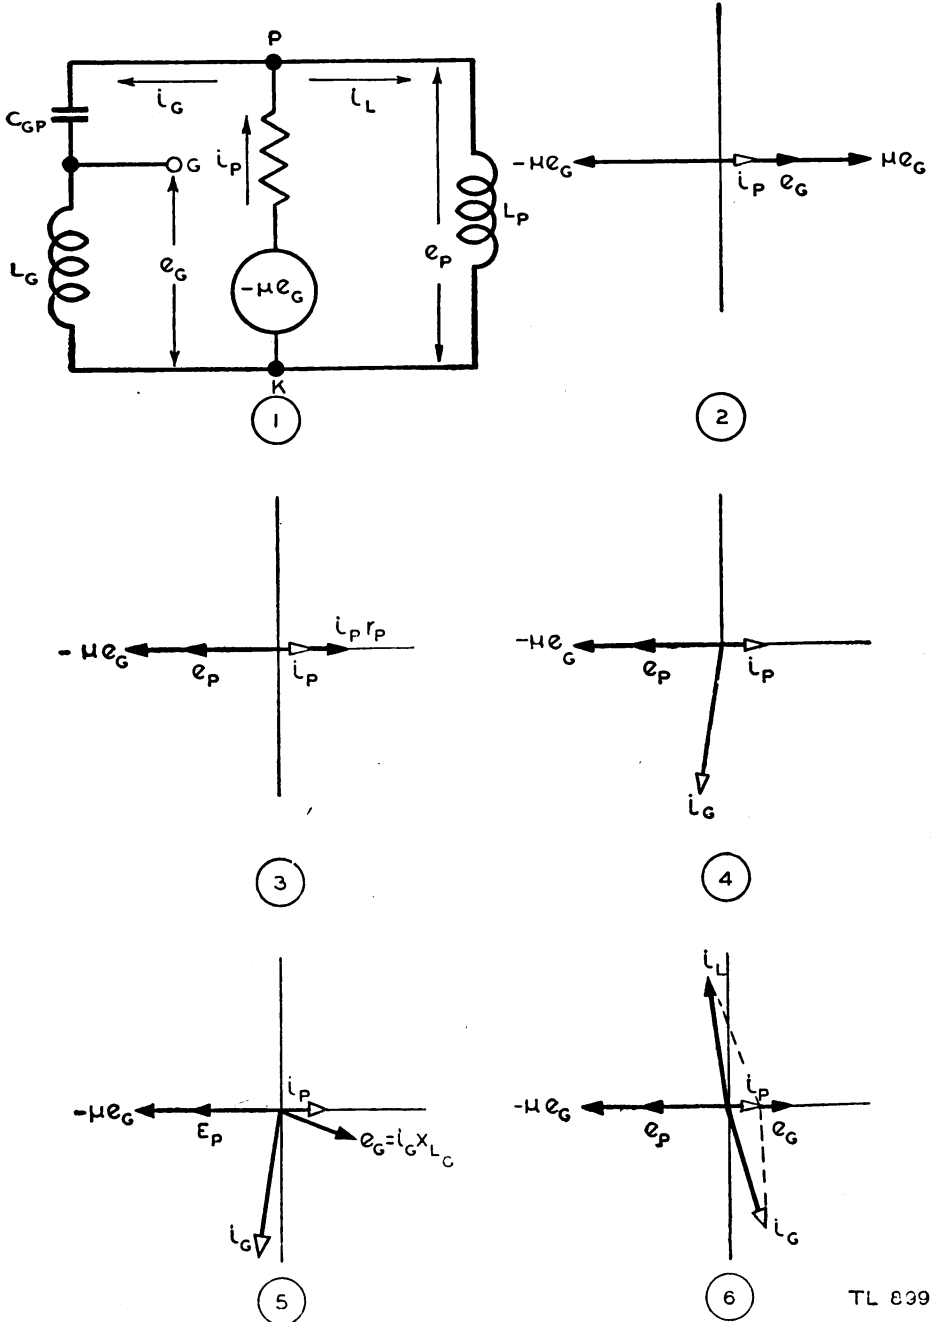 P
i_G
i_L
C_GP
G
i_P
L_P
L_G
e_G
-μe_G
e_P
K
1
-μe_G
i_P
e_G
μe_G
2
i_P r_P
-μe_G
e_P
i_P
3
-μe_G
e_P
i_P
i_G
4
i_P
-μe_G
E_P
e_G=i_G X_L_G
i_G
5
i_L
i_P
-μe_G
e_P
e_G
i_G
6
TL 899